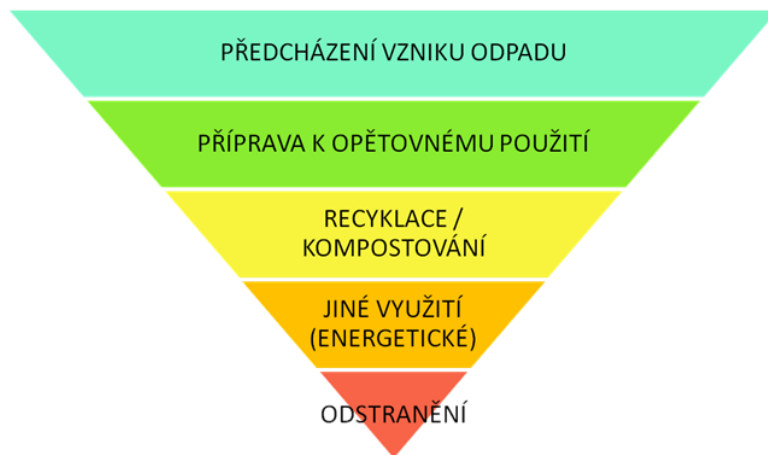 PŘEDCHÁZENÍ VZNIKU ODPADU
PŘÍPRAVA K OPĚTOVNÉMU POUŽITÍ
RECYKLACE /
KOMPOSTOVÁNÍ
JINÉ VYUŽITÍ
(ENERGETICKÉ)
ODSTRANĚNÍ